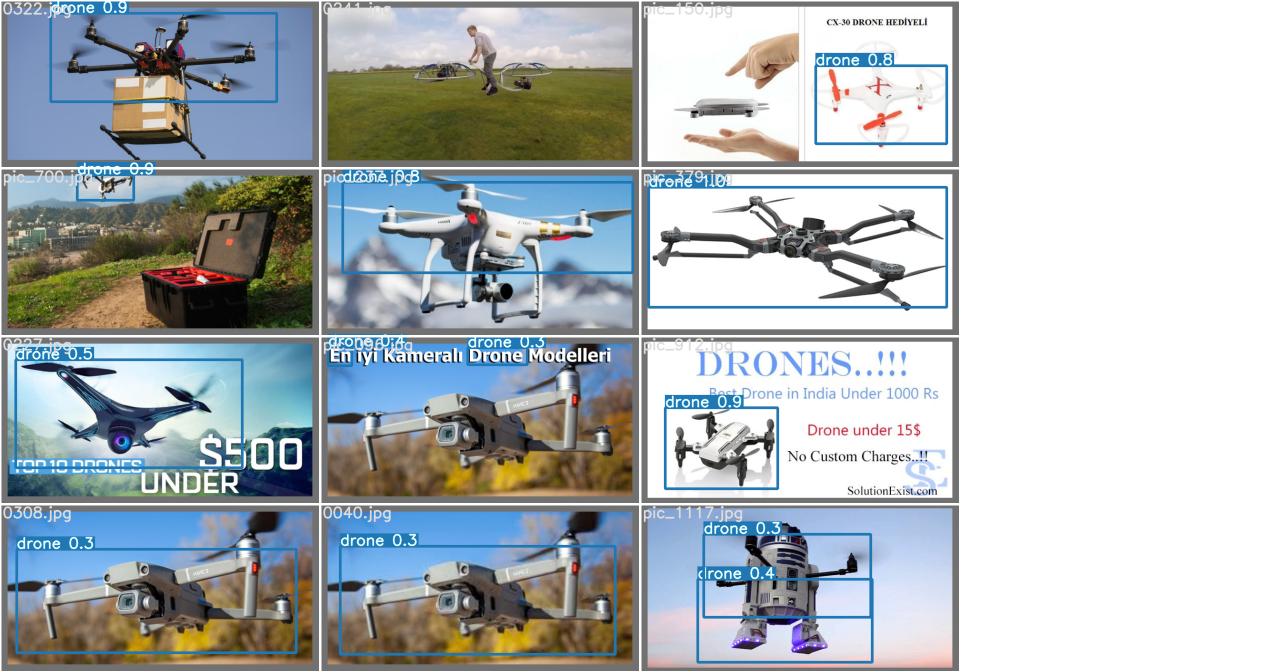 0322.jpg
drone 0.9
0241.jpg
pic_150.jpg
CX-30 DRONE HEDİYELİ
drone 0.8
pic_700.jpg
drone 0.9
drone 0.8
pic_379.jpg
drone 1.0
0227.jpg
drone 0.5
$500
TOP 10 DRONES
UNDER
drone 0.4
drone 0.3
En iyi Kameralı Drone Modelleri
pic_912.jpg
DRONES..!!!
Best Drone in India Under 1000 Rs
drone 0.9
Drone under 15$
No Custom Charges..!!
SE
SolutionExist.com
0308.jpg
drone 0.3
0040.jpg
drone 0.3
pic_1117.jpg
drone 0.3
drone 0.4